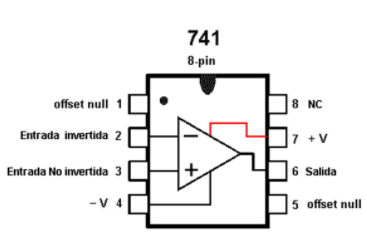 741
8-pin
offset null 1
8 NC
Entrada invertida 2
7 + V
Entrada No invertida 3
6 Salida
– V 4
5 offset null